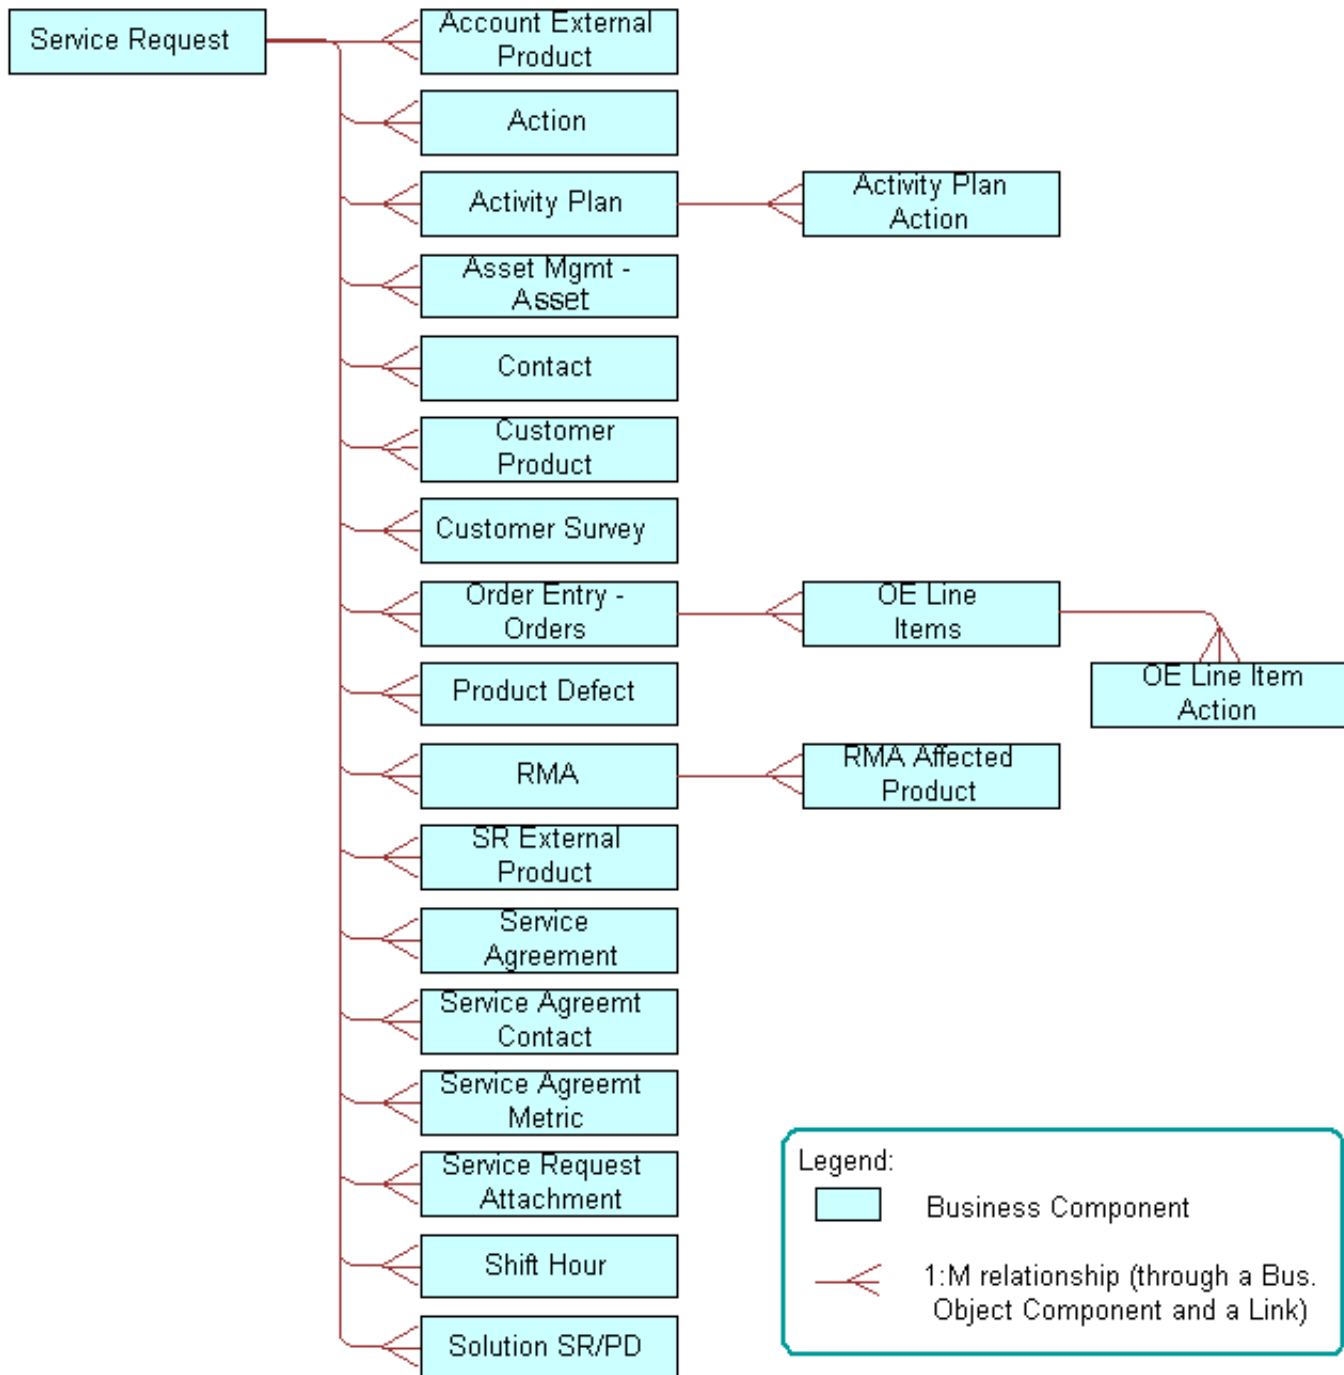 Service Request
Account External
Product
Action
Activity Plan
Activity Plan
Action
Asset Mgmt -
Asset
Contact
Customer
Product
Customer Survey
Order Entry -
Orders
OE Line
Items
OE Line Item
Action
Product Defect
RMA
RMA Affected
Product
SR External
Product
Service
Agreement
Service Agreemt
Contact
Service Agreemt
Metric
Service Request
Attachment
Shift Hour
Solution SR/PD
Legend:
Business Component
1:M relationship (through a Bus.
Object Component and a Link)